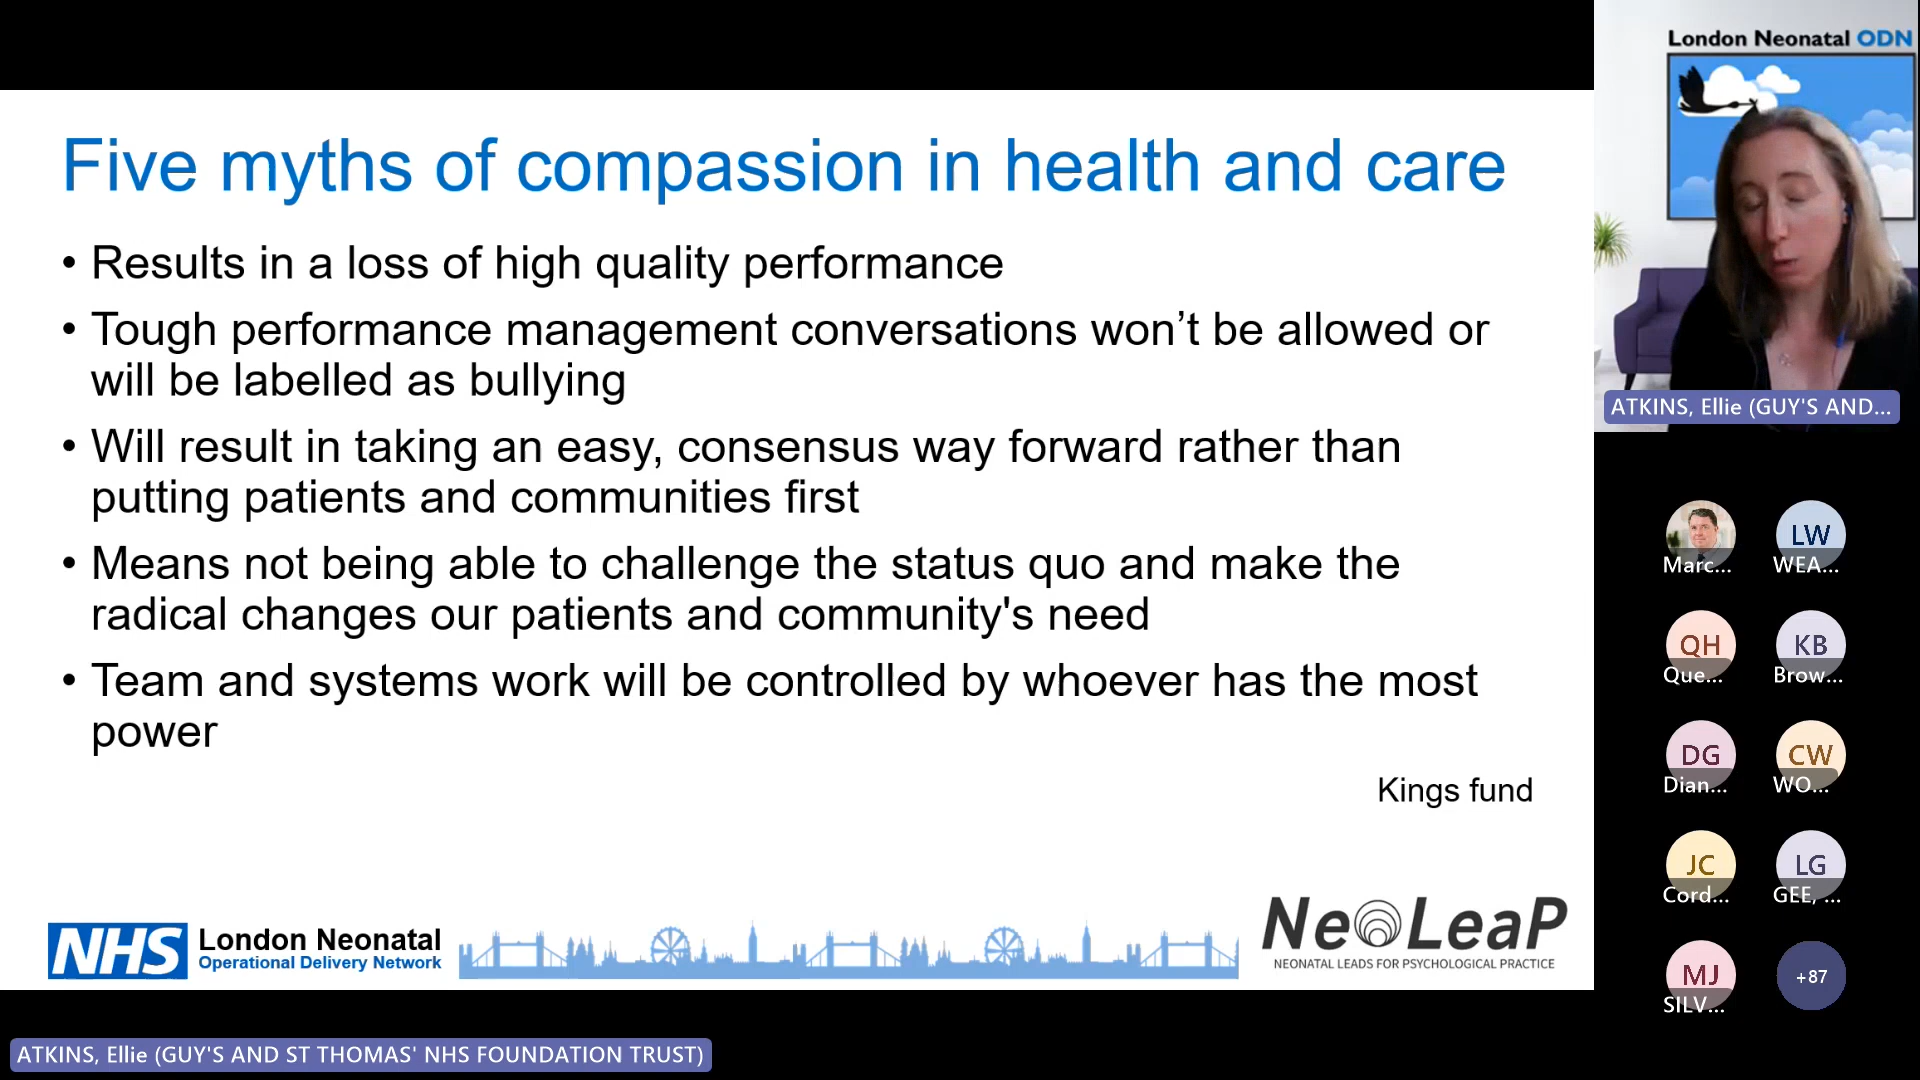 Five myths of compassion in health and care
• Results in a loss of high quality performance
• Tough performance management conversations won’t be allowed or
will be labelled as bullying
• Will result in taking an easy, consensus way forward rather than
putting patients and communities first
• Means not being able to challenge the status quo and make the
radical changes our patients and community's need
• Team and systems work will be controlled by whoever has the most
power
Kings fund
NHS
London Neonatal
Operational Delivery Network
NeoLeaP
NEONATAL LEADS FOR PSYCHOLOGICAL PRACTICE
ATKINS, Ellie (GUY'S AND ST THOMAS' NHS FOUNDATION TRUST)
London Neonatal ODN
ATKINS, Ellie (GUY'S AND...
Marc...
LW
WEA...
QH
Que...
KB
Brow...
DG
Dian...
CW
WO...
JC
Cord...
LG
GEE, ...
MJ
SILV...
+87